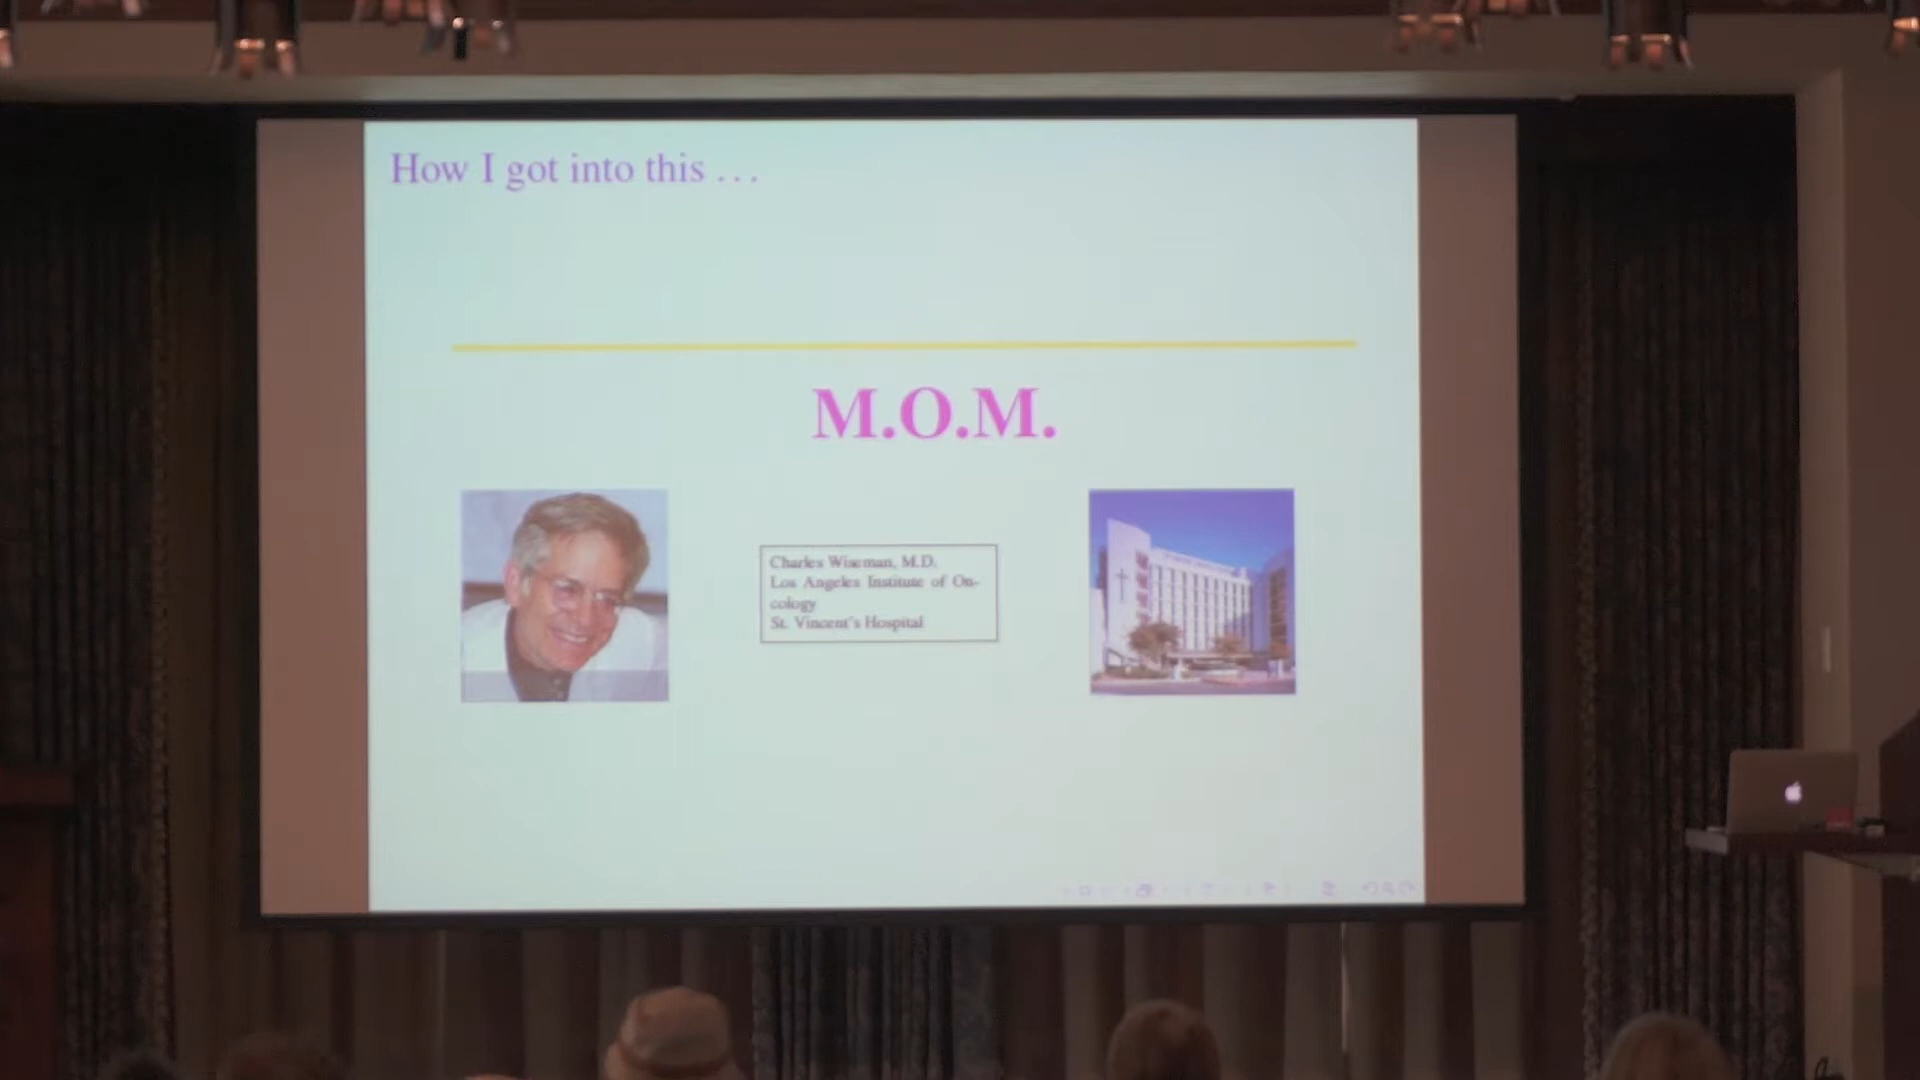 How I got into this ...
M.O.M.
Charles Wiseman, M.D.
Los Angeles Institute of On-
cology
St. Vincent's Hospital